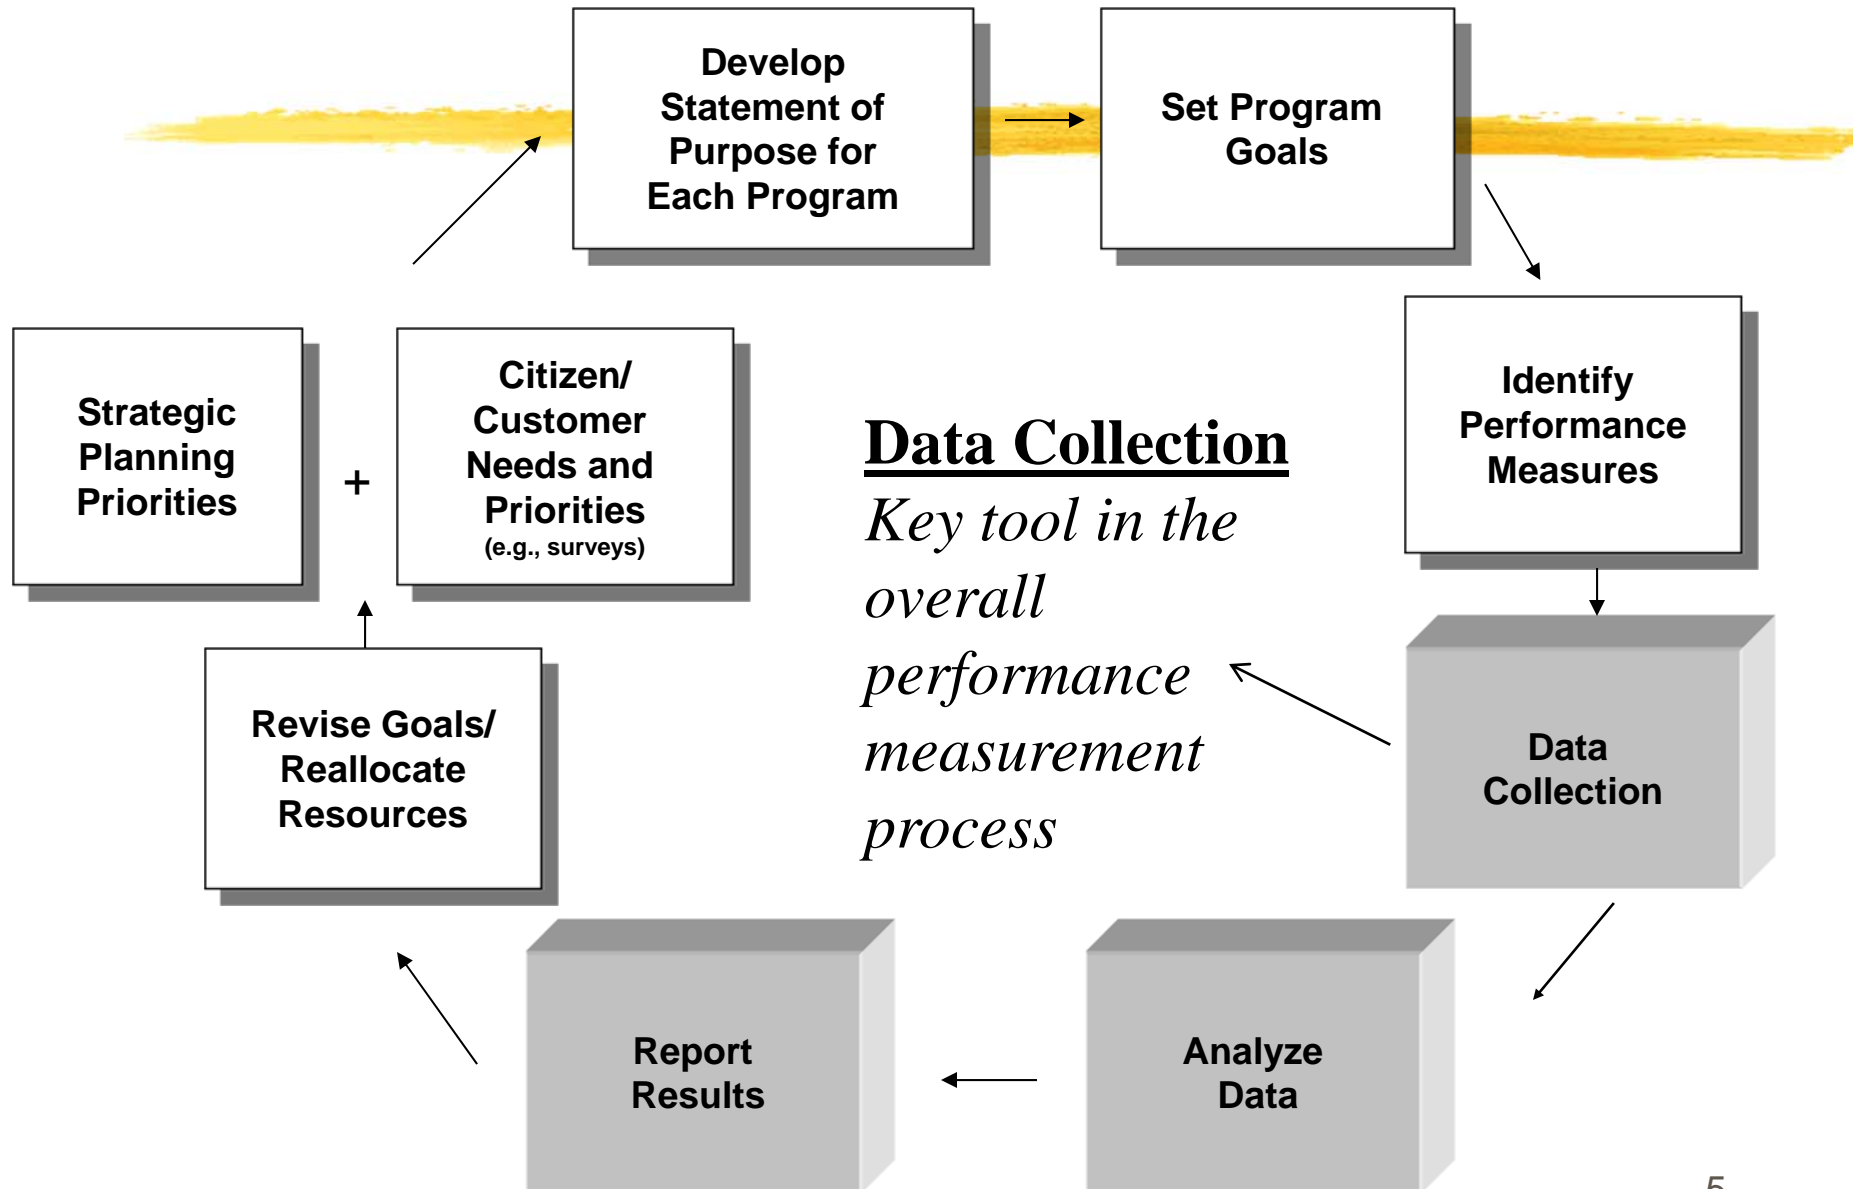 Develop
Statement of
Purpose for
Each Program
Set Program
Goals
Strategic
Planning
Priorities
+
Citizen/
Customer
Needs and
Priorities
(e.g., surveys)
Identify
Performance
Measures
Data Collection
Key tool in the
overall
performance
measurement
process
Revise Goals/
Reallocate
Resources
Data
Collection
Report
Results
Analyze
Data
5